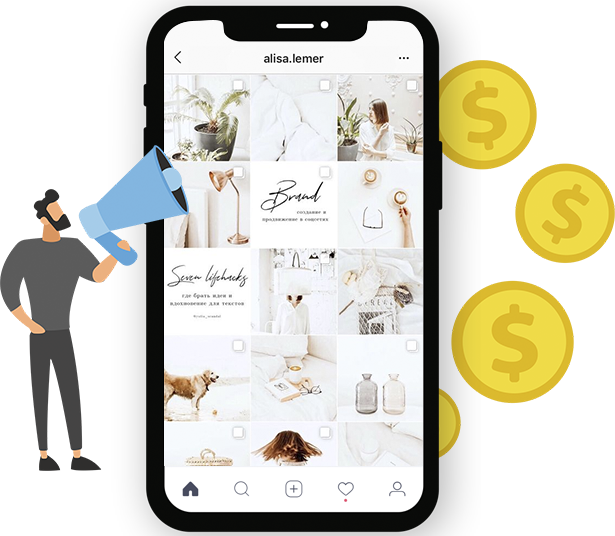 alisa.lemer
Brand
создание и
продвижение в соцсетях
Seven lifehacks
где брать идеи и
вдохновение для текстов
$
$
$